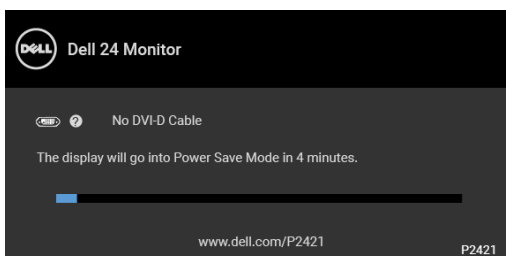 DELL
Dell 24 Monitor
? No DVI-D Cable
The display will go into Power Save Mode in 4 minutes.
www.dell.com/P2421
P2421